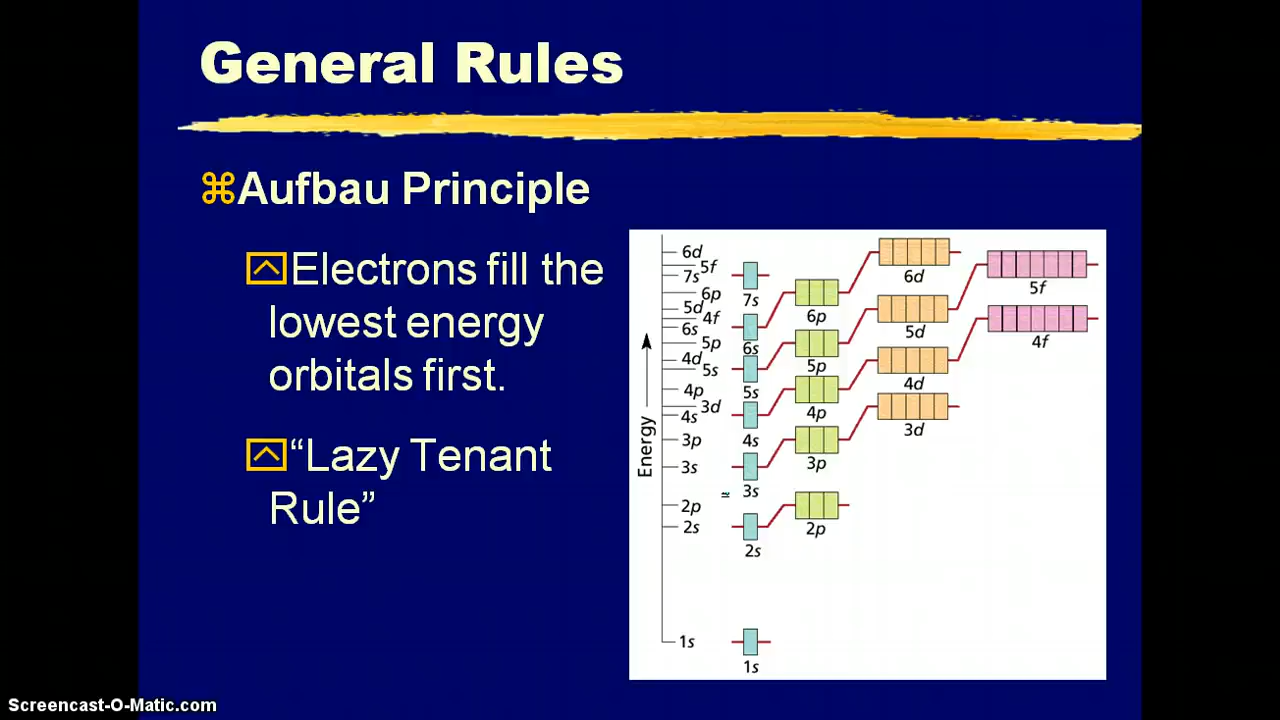 General Rules
⌘Aufbau Principle
Electrons fill the
lowest energy
orbitals first.
“Lazy Tenant
Rule”
Energy
6d
5f
7s
6p
5d
4f
6s
5p
4d
5s
4p
3d
4s
3p
3s
2p
2s
1s
7s
6s
5s
4s
≃ 3s
2s
1s
6p
5p
4p
3p
2p
6d
5d
4d
3d
5f
4f
Screencast-O-Matic.com